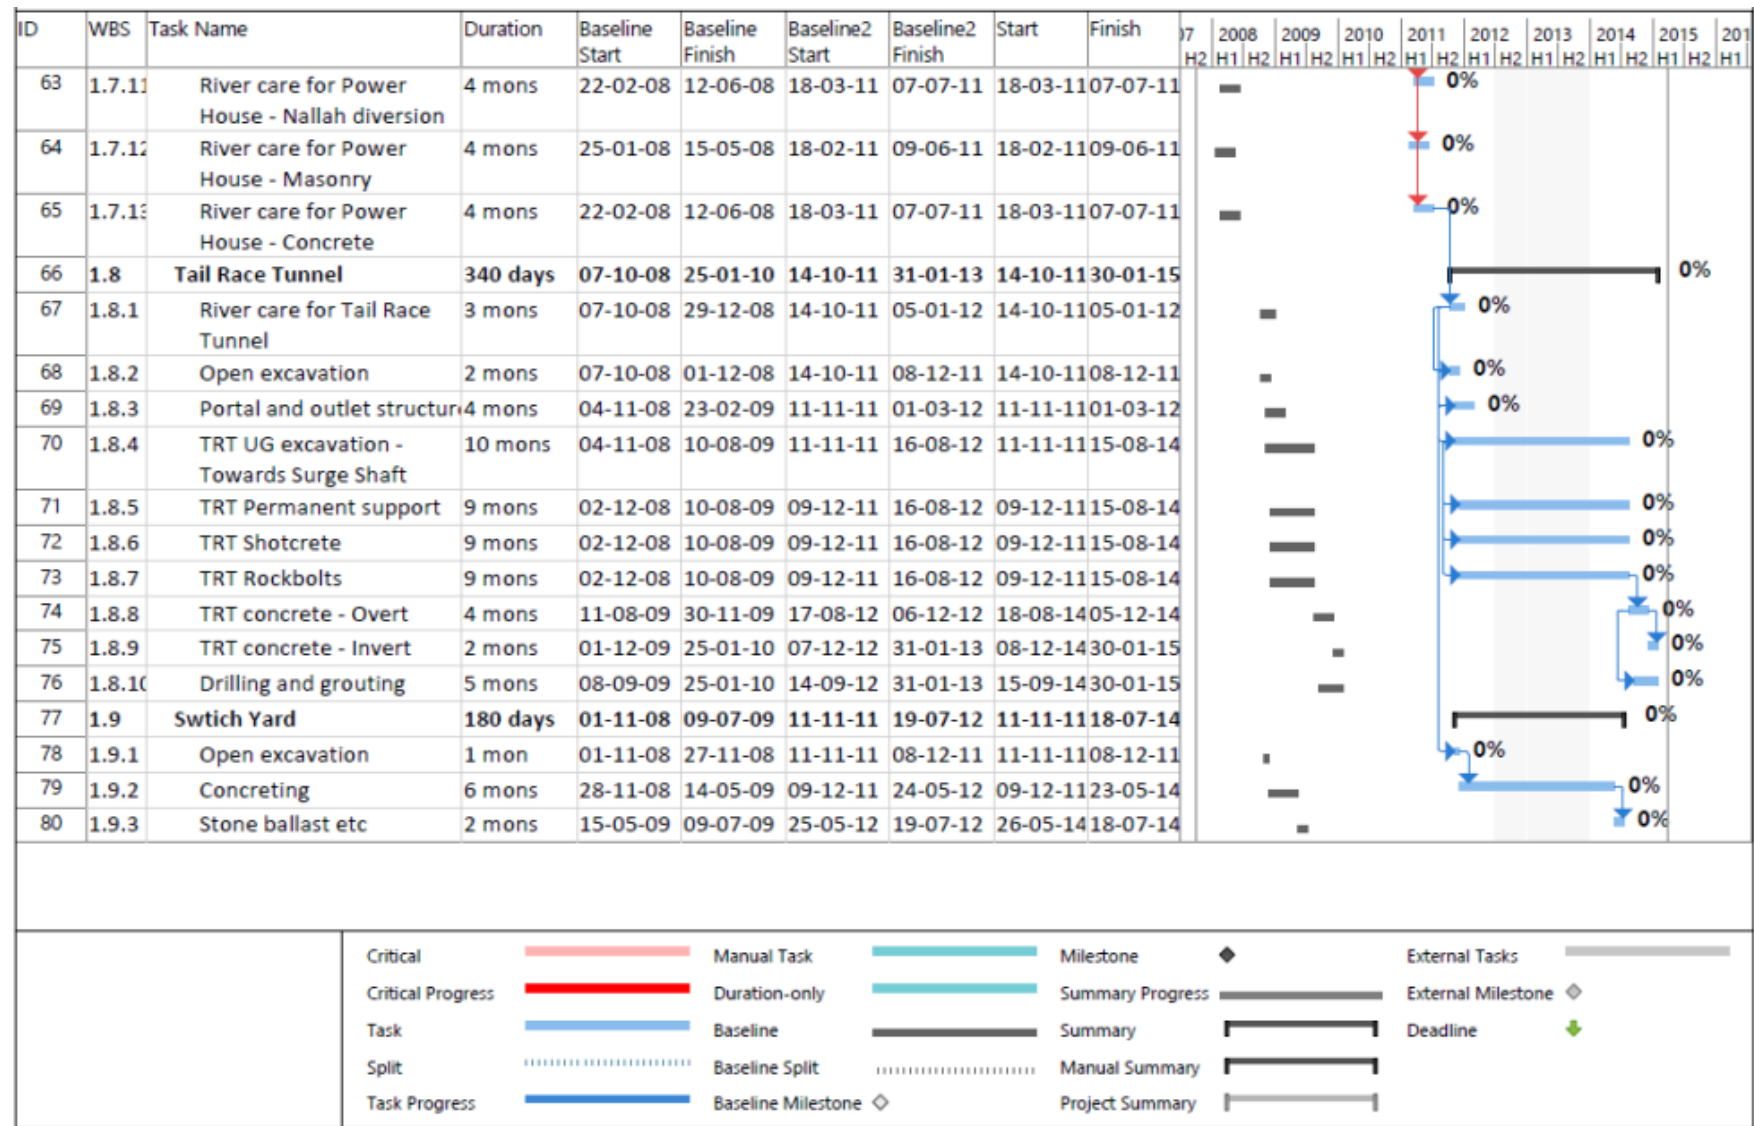 ID WBS Task Name Duration Baseline Start Baseline Finish Baseline2 Start Baseline2 Finish Start Finish 17 2008 2009 2010 2011 2012 2013 2014 2015 201
H2 H1 H2 H1 H2 H1 H2 H1 H2 H1 H2 H1 H2 H1 H2 H1 H2 H1
63 1.7.11 River care for Power House - Nallah diversion 4 mons 22-02-08 12-06-08 18-03-11 07-07-11 18-03-11 07-07-11 0%
64 1.7.12 River care for Power House - Masonry 4 mons 25-01-08 15-05-08 18-02-11 09-06-11 18-02-11 09-06-11 0%
65 1.7.13 River care for Power House - Concrete 4 mons 22-02-08 12-06-08 18-03-11 07-07-11 18-03-11 07-07-11 0%
66 1.8 Tail Race Tunnel 340 days 07-10-08 25-01-10 14-10-11 31-01-13 14-10-11 30-01-15 0%
67 1.8.1 River care for Tail Race Tunnel 3 mons 07-10-08 29-12-08 14-10-11 05-01-12 14-10-11 05-01-12 0%
68 1.8.2 Open excavation 2 mons 07-10-08 01-12-08 14-10-11 08-12-11 14-10-11 08-12-11 0%
69 1.8.3 Portal and outlet structure 4 mons 04-11-08 23-02-09 11-11-11 01-03-12 11-11-11 01-03-12 0%
70 1.8.4 TRT UG excavation - Towards Surge Shaft 10 mons 04-11-08 10-08-09 11-11-11 16-08-12 11-11-11 15-08-14 0%
71 1.8.5 TRT Permanent support 9 mons 02-12-08 10-08-09 09-12-11 16-08-12 09-12-11 15-08-14 0%
72 1.8.6 TRT Shotcrete 9 mons 02-12-08 10-08-09 09-12-11 16-08-12 09-12-11 15-08-14 0%
73 1.8.7 TRT Rockbolts 9 mons 02-12-08 10-08-09 09-12-11 16-08-12 09-12-11 15-08-14 0%
74 1.8.8 TRT concrete - Overt 4 mons 11-08-09 30-11-09 17-08-12 06-12-12 18-08-14 05-12-14 0%
75 1.8.9 TRT concrete - Invert 2 mons 01-12-09 25-01-10 07-12-12 31-01-13 08-12-14 30-01-15 0%
76 1.8.10 Drilling and grouting 5 mons 08-09-09 25-01-10 14-09-12 31-01-13 15-09-14 30-01-15 0%
77 1.9 Swtich Yard 180 days 01-11-08 09-07-09 11-11-11 19-07-12 11-11-11 18-07-14 0%
78 1.9.1 Open excavation 1 mon 01-11-08 27-11-08 11-11-11 08-12-11 11-11-11 08-12-11 0%
79 1.9.2 Concreting 6 mons 28-11-08 14-05-09 09-12-11 24-05-12 09-12-11 23-05-14 0%
80 1.9.3 Stone ballast etc 2 mons 15-05-09 09-07-09 25-05-12 19-07-12 26-05-14 18-07-14 0%
Critical Manual Task Milestone External Tasks
Critical Progress Duration-only Summary Progress External Milestone
Task Baseline Summary Deadline
Split Baseline Split Manual Summary
Task Progress Baseline Milestone Project Summary